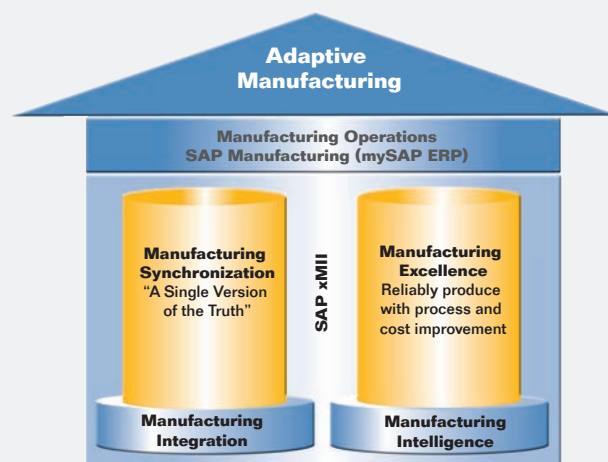 Adaptive
Manufacturing
Manufacturing Operations
SAP Manufacturing (mySAP ERP)
Manufacturing
Synchronization
“A Single Version
of the Truth”
SAP xMII
Manufacturing
Excellence
Reliably produce
with process and
cost improvement
Manufacturing
Integration
Manufacturing
Intelligence